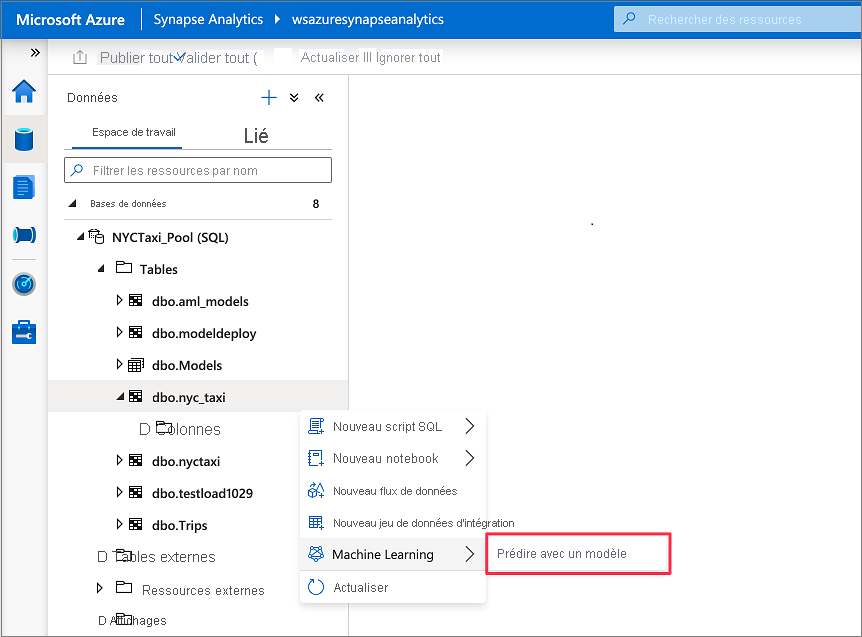 Microsoft Azure
Synapse Analytics
wsazuresynapseanalytics
Rechercher des ressources
Publier tout
Valider tout (
Actualiser III Ignorer tout
Données
Espace de travail
Lié
Filtrer les ressources par nom
Bases de données
8
NYCTaxi_Pool (SQL)
Tables
dbo.aml_models
dbo.modeldeploy
dbo.Models
dbo.nyc_taxi
D Colonnes
dbo.nyctaxi
dbo.testload1029
dbo.Trips
D Tables externes
Ressources externes
D Affichages
Nouveau script SQL
Nouveau notebook
Nouveau flux de données
Nouveau jeu de données d'intégration
Machine Learning
Prédire avec un modèle
Actualiser